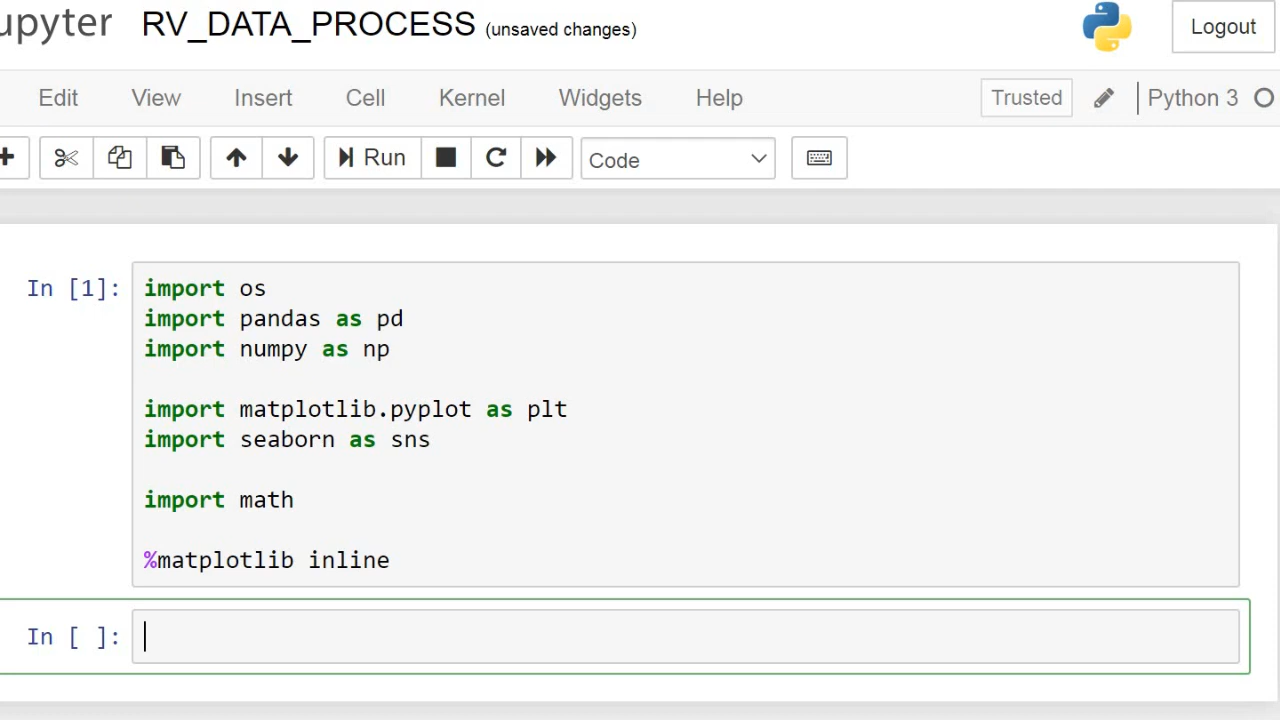 upyter RV_DATA_PROCESS (unsaved changes) Logout
Edit View Insert Cell Kernel Widgets Help Trusted Python 3
Run Code
In [1]: import os
import pandas as pd
import numpy as np
import matplotlib.pyplot as plt
import seaborn as sns
import math
%matplotlib inline
In [ ]: